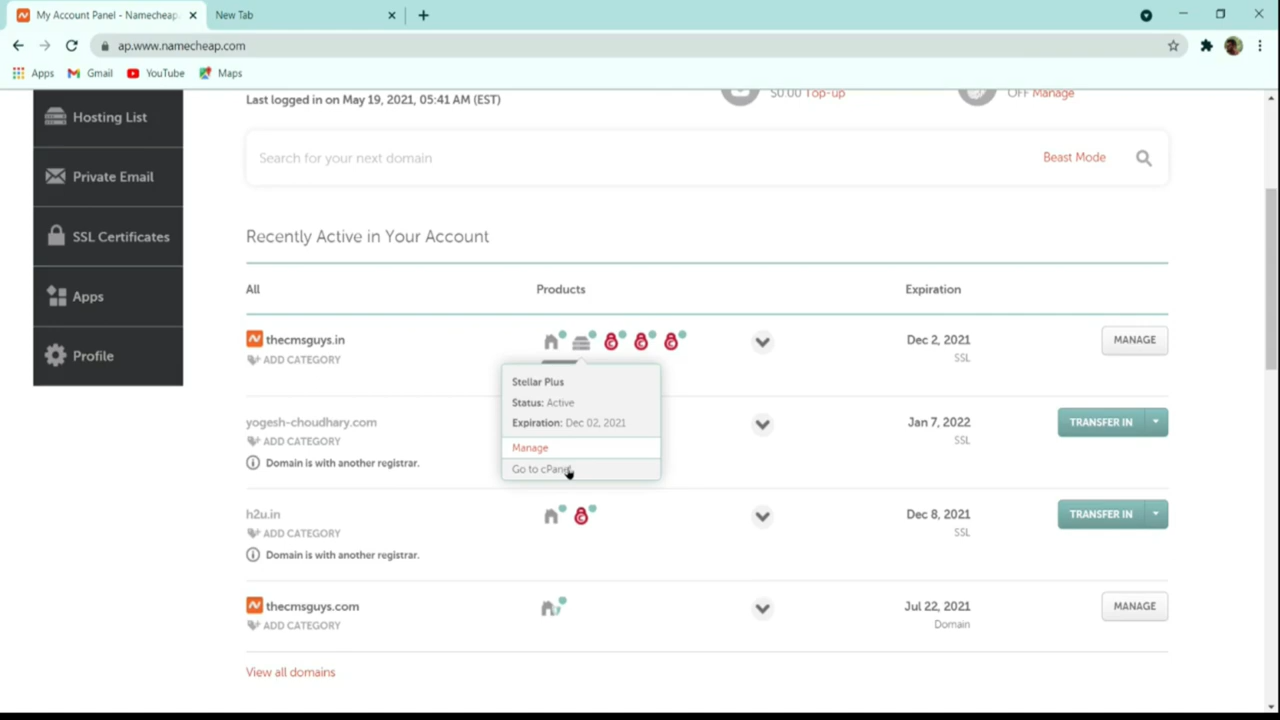 My Account Panel - Namecheap.
New Tab
ap.www.namecheap.com
Apps
Gmail
YouTube
Maps
Last logged in on May 19, 2021, 05:41 AM (EST)
$0.00 Top-up
OFF Manage
Hosting List
Private Email
SSL Certificates
Apps
Profile
Search for your next domain
Beast Mode
Recently Active in Your Account
All Products Expiration
thecmsguys.in Dec 2, 2021 MANAGE
ADD CATEGORY SSL
Stellar Plus
Status: Active
Expiration: Dec 02, 2021
Manage
Go to cPanel
yogesh-choudhary.com Jan 7, 2022 TRANSFER IN
ADD CATEGORY SSL
Domain is with another registrar.
h2u.in Dec 8, 2021 TRANSFER IN
ADD CATEGORY SSL
Domain is with another registrar.
thecmsguys.com Jul 22, 2021 MANAGE
ADD CATEGORY Domain
View all domains